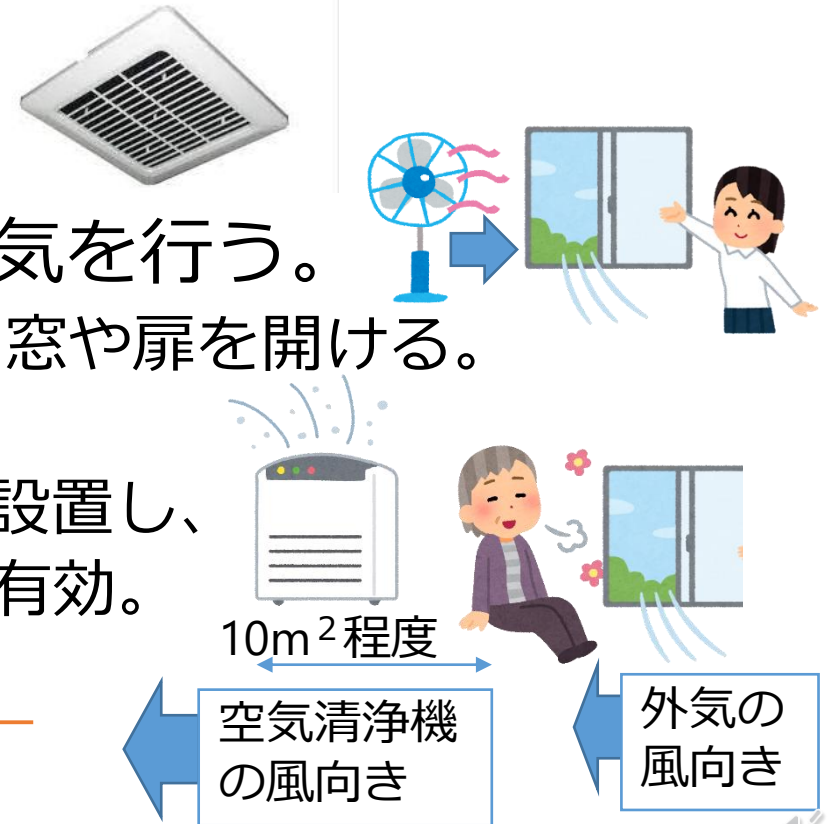 気を行う。
窓や扉を開ける。
設置し、
有効。
10m²程度
空気清浄機
の風向き
外気の
風向き